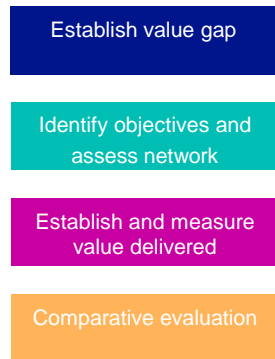 Establish value gap
Identify objectives and
assess network
Establish and measure
value delivered
Comparative evaluation